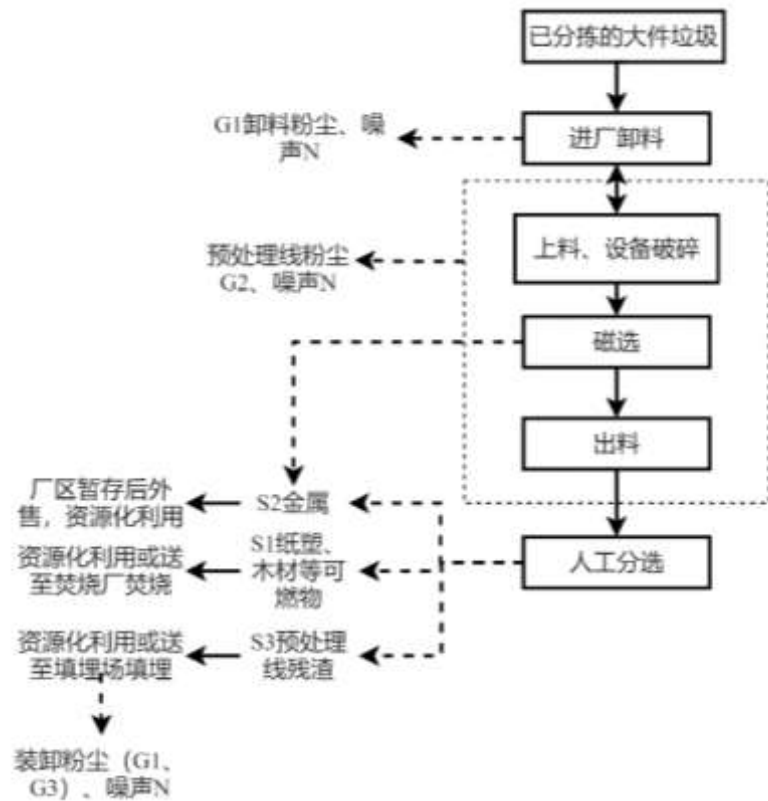 已分拣的大件垃圾
G1卸料粉尘、噪
声N
进厂卸料
预处理线粉尘
G2、噪声N
上料、设备破碎
磁选
出料
厂区暂存后外
售，资源化利用
S2金属
资源化利用或送
至焚烧厂焚烧
S1纸塑、
木材等可
燃物
人工分选
资源化利用或送
至填埋场填埋
S3预处理
线残渣
装卸粉尘（G1、
G3）、噪声N